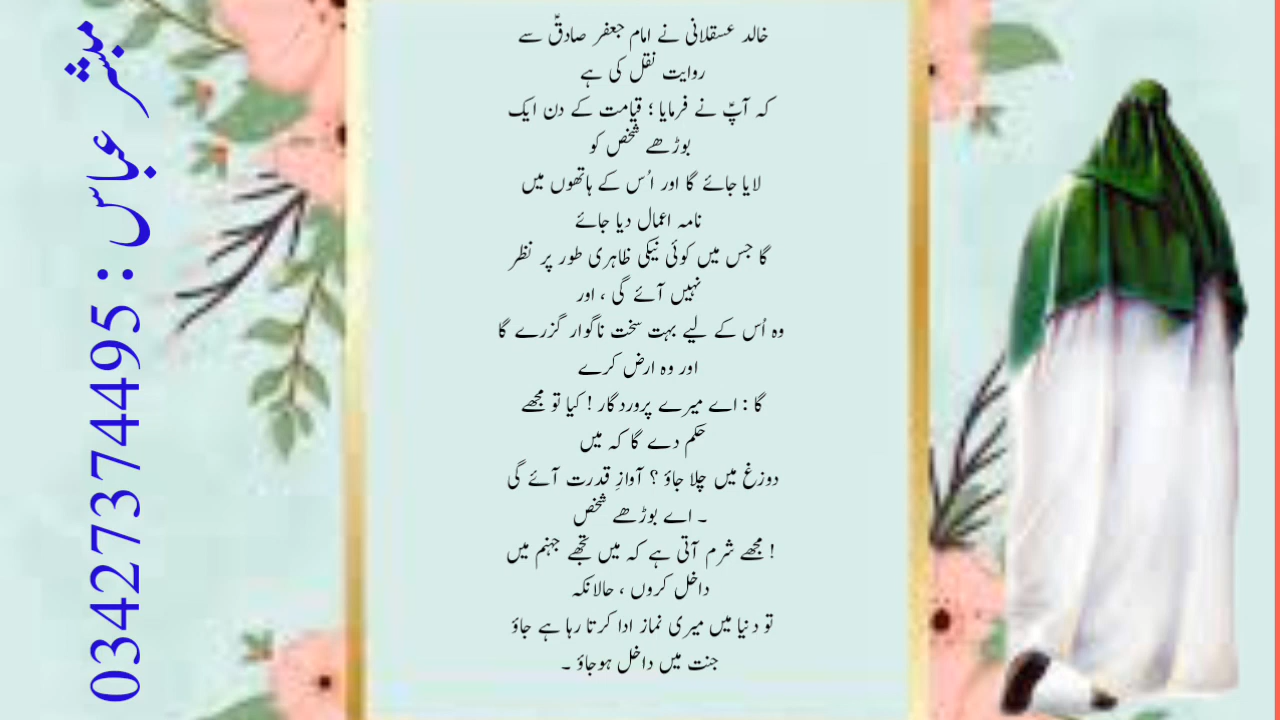 خالد عسقلانی نے امام جعفر صادقؑ سے
روایت نقل کی ہے
کہ آپؑ نے فرمایا ؛ قیامت کے دن ایک
بوڑھے شخص کو
لایا جائے گا اور اُس کے ہاتھوں میں
نامہ اعمال دیا جائے
گا جس میں کوئی نیکی ظاہری طور پر نظر
نہیں آئے گی ، اور
وہ اُس کے لیے بہت سخت ناگوار گزرے گا
اور وہ ارض کرے
گا : اے میرے پروردگار ! کیا تو مجھے
حکم دے گا کہ میں
دوزخ میں چلا جاؤ ؟ آوازِ قدرت آئے گی
۔ اے بوڑھے شخص
! مجھے شرم آتی ہے کہ میں تجھے جہنم میں
داخل کروں ، حالانکہ
تو دنیا میں میری نماز ادا کرتا رہا ہے جاؤ
جنت میں داخل ہوجاؤ ۔
مبشر عباس : 03427374495